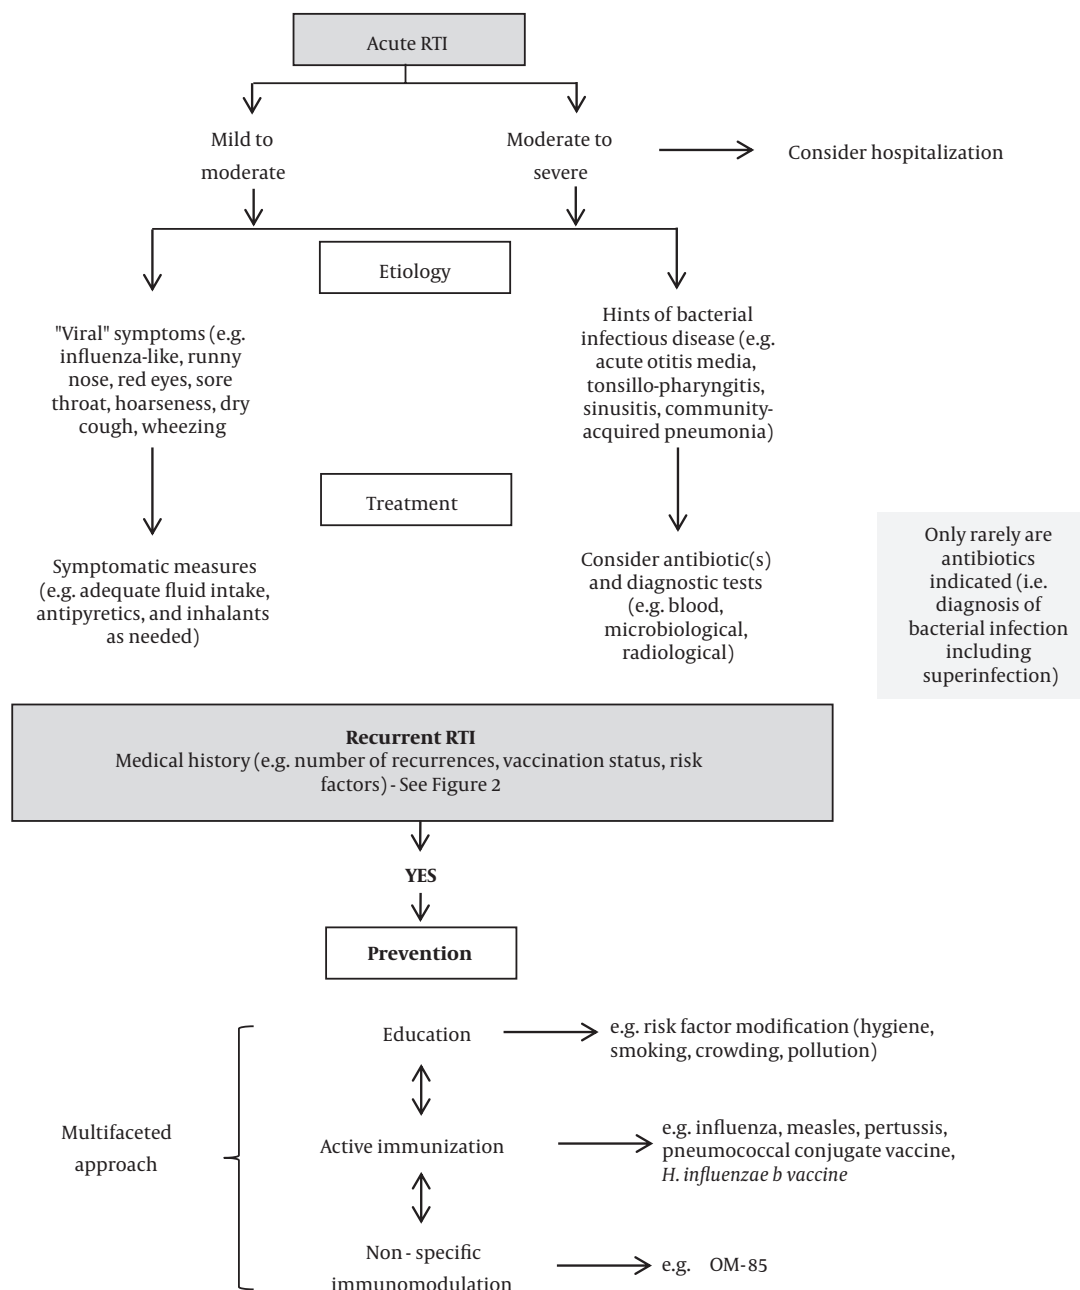 Acute RTI
Mild to
moderate
Moderate to
severe
Consider hospitalization
Etiology
"Viral" symptoms (e.g.
influenza-like, runny
nose, red eyes, sore
throat, hoarseness, dry
cough, wheezing
Hints of bacterial
infectious disease (e.g.
acute otitis media,
tonsillo-pharyngitis,
sinusitis, community-
acquired pneumonia)
Treatment
Symptomatic measures
(e.g. adequate fluid intake,
antipyretics, and inhalants
as needed)
Consider antibiotic(s)
and diagnostic tests
(e.g. blood,
microbiological,
radiological)
Only rarely are
antibiotics
indicated (i.e.
diagnosis of
bacterial infection
including
superinfection)
Recurrent RTI
Medical history (e.g. number of recurrences, vaccination status, risk
factors) - See Figure 2
YES
Prevention
Multifaceted
approach
Education
e.g. risk factor modification (hygiene,
smoking, crowding, pollution)
Active immunization
e.g. influenza, measles, pertussis,
pneumococcal conjugate vaccine,
H. influenzae b vaccine
Non - specific
immunomodulation
e.g. OM-85